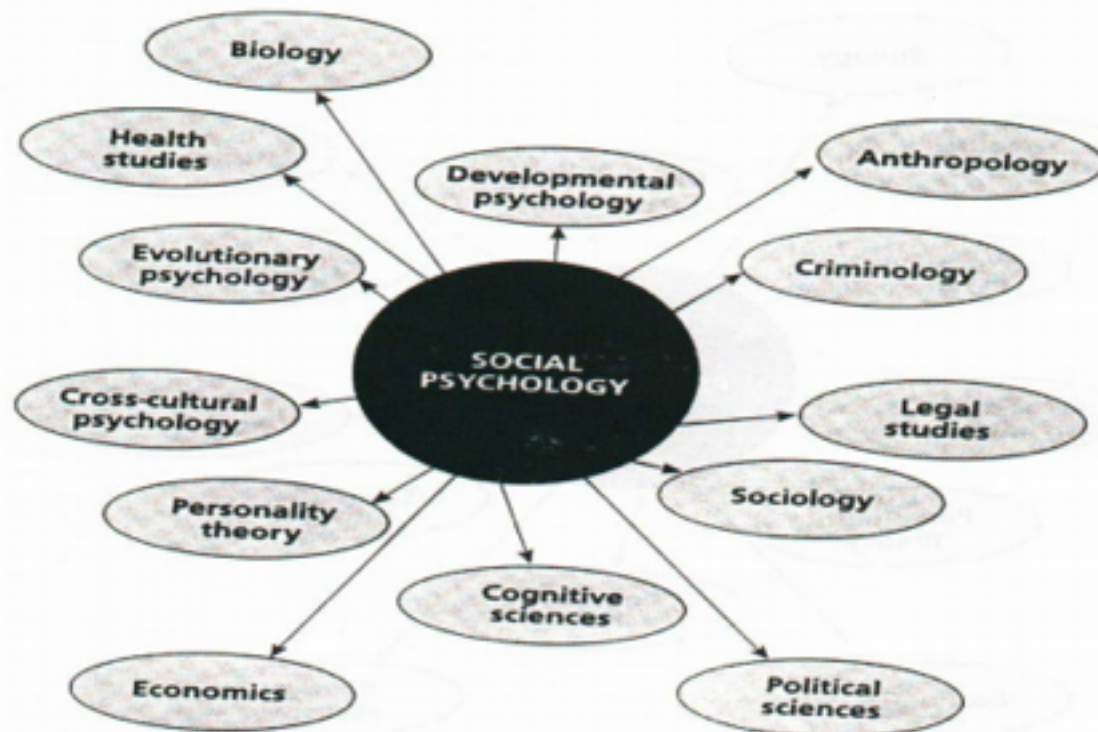 Biology
Health
studies
Developmental
psychology
Anthropology
Evolutionary
psychology
Criminology
SOCIAL
PSYCHOLOGY
Cross-cultural
psychology
Legal
studies
Personality
theory
Sociology
Cognitive
sciences
Economics
Political
sciences